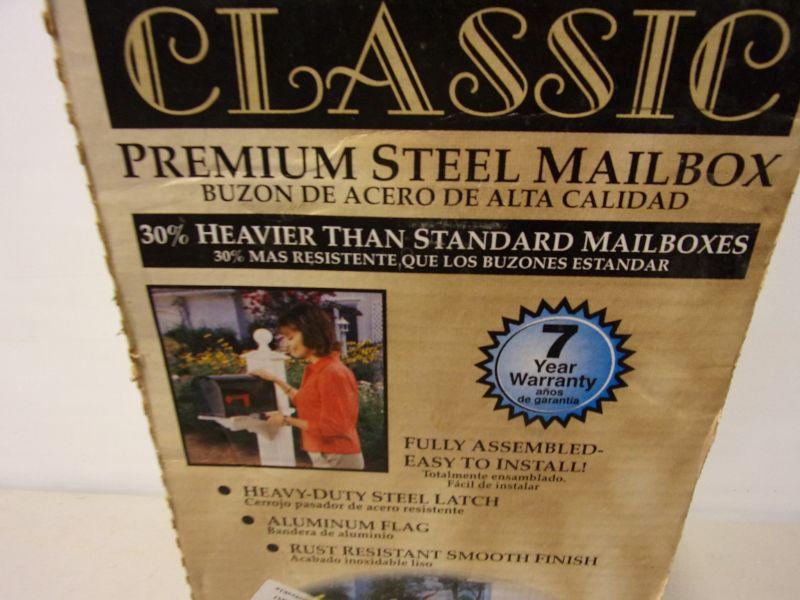 CLASSIC
PREMIUM STEEL MAILBOX
BUZON DE ACERO DE ALTA CALIDAD
30% HEAVIER THAN STANDARD MAILBOXES
30% MAS RESISTENTE QUE LOS BUZONES ESTANDAR
7
Year
Warranty
años
de garantía
FULLY ASSEMBLED-
EASY TO INSTALL!
Totalmente ensamblado.
Fácil de instalar
• HEAVY-DUTY STEEL LATCH
Cerrojo pasador de acero resistente
• ALUMINUM FLAG
Bandera de aluminio
• RUST RESISTANT SMOOTH FINISH
Acabado inoxidable liso